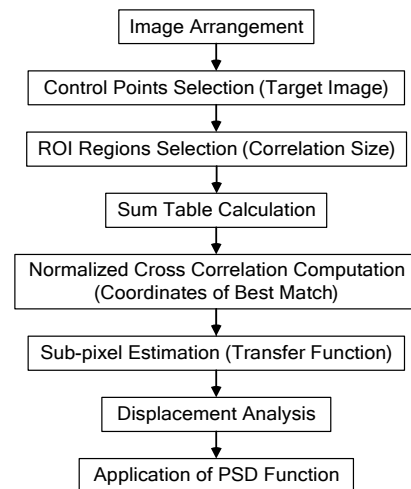 Image Arrangement
Control Points Selection (Target Image)
ROI Regions Selection (Correlation Size)
Sum Table Calculation
Normalized Cross Correlation Computation
(Coordinates of Best Match)
Sub-pixel Estimation (Transfer Function)
Displacement Analysis
Application of PSD Function